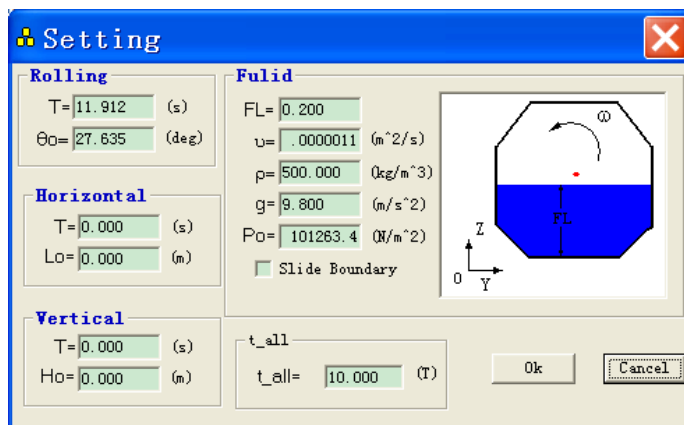 Setting
Rolling
T= 11.912 (s)
θo= 27.635 (deg)
Horizontal
T= 0.000 (s)
Lo= 0.000 (m)
Vertical
T= 0.000 (s)
Ho= 0.000 (m)
Fulid
FL= 0.200
υ= .0000011 (m^2/s)
ρ= 500.000 (kg/m^3)
g= 9.800 (m/s^2)
Po= 101263.4 (N/m^2)
Slide Boundary
ω
FL
Z
O Y
t_all
t_all= 10.000 (T)
Ok
Cancel